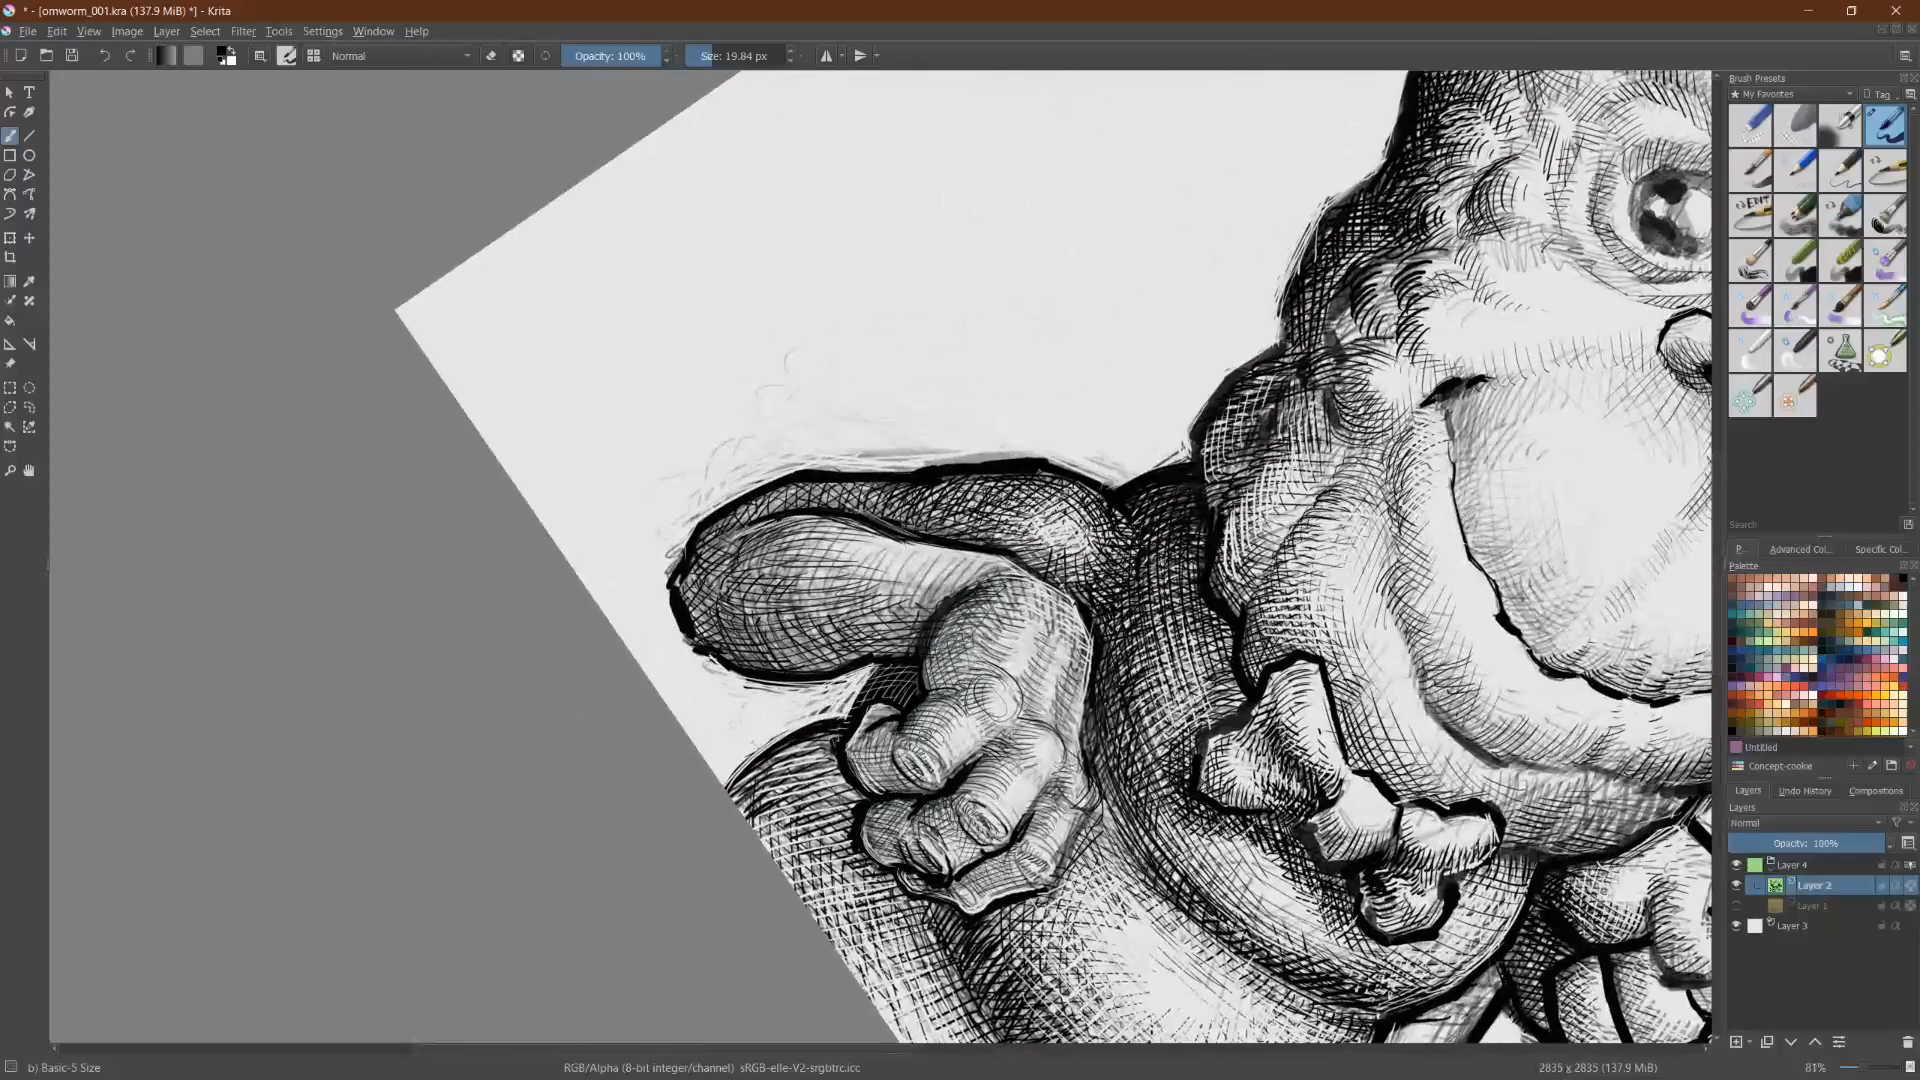 * - [omworm_001.kra (137.9 MiB) *] - Krita
File Edit View Image Layer Select Filter Tools Settings Window Help
Normal Opacity: 100% Size: 19.84 px
Brush Presets
★ My Favorites Tag
EDIT
Search
P... Advanced Col... Specific Col...
Palette
Untitled
Concept-cookie
Layers Undo History Compositions
Layers
Normal
Opacity: 100%
Layer 4
Layer 2
Layer 1
Layer 3
b) Basic-5 Size RGB/Alpha (8-bit integer/channel) sRGB-elle-V2-srgbtrc.icc 2835 x 2835 (137.9 MiB) 81%